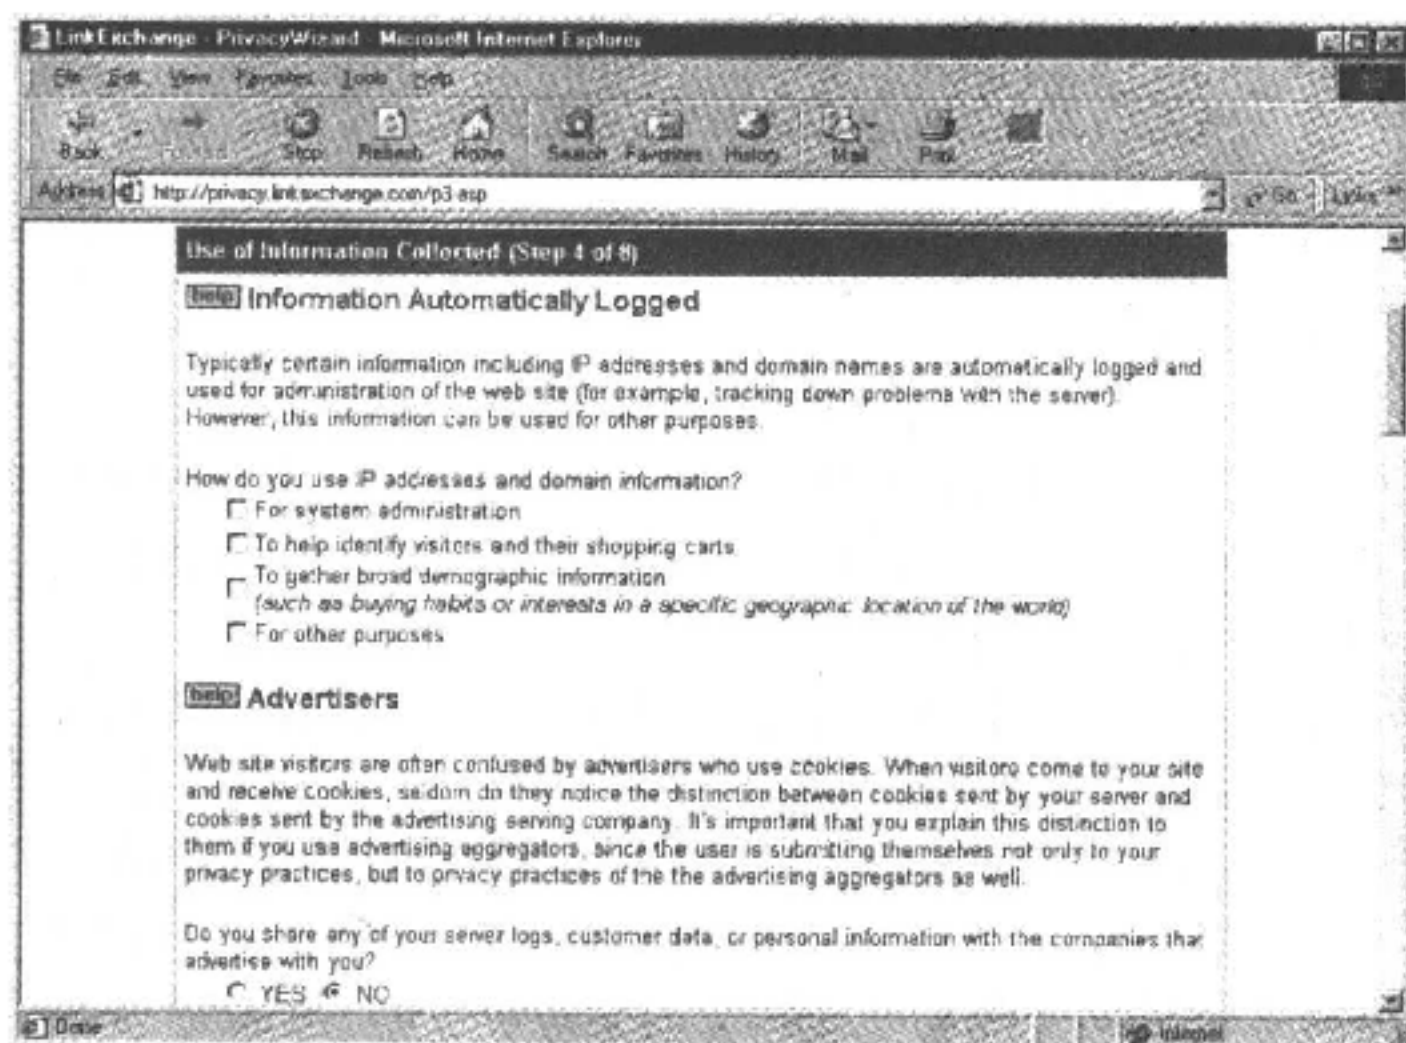 LinkExchange - PrivacyWizard - Microsoft Internet Explorer
File Edit View Favorites Tools Help
Back Forward Stop Refresh Home Search Favorites History Mail Print
Address http://privacy.linkexchange.com/p3.asp Go Links
Use of Information Collected (Step 4 of 8)
help Information Automatically Logged
Typically certain information including IP addresses and domain names are automatically logged and
used for administration of the web site (for example, tracking down problems with the server).
However, this information can be used for other purposes.
How do you use IP addresses and domain information?
For system administration
To help identify visitors and their shopping carts
To gather broad demographic information
(such as buying habits or interests in a specific geographic location of the world)
For other purposes
help Advertisers
Web site visitors are often confused by advertisers who use cookies. When visitors come to your site
and receive cookies, seldom do they notice the distinction between cookies sent by your server and
cookies sent by the advertising serving company. It's important that you explain this distinction to
them if you use advertising aggregators, since the user is submitting themselves not only to your
privacy practices, but to privacy practices of the the advertising aggregators as well.
Do you share any of your server logs, customer data, or personal information with the companies that
advertise with you?
YES NO
Done Internet